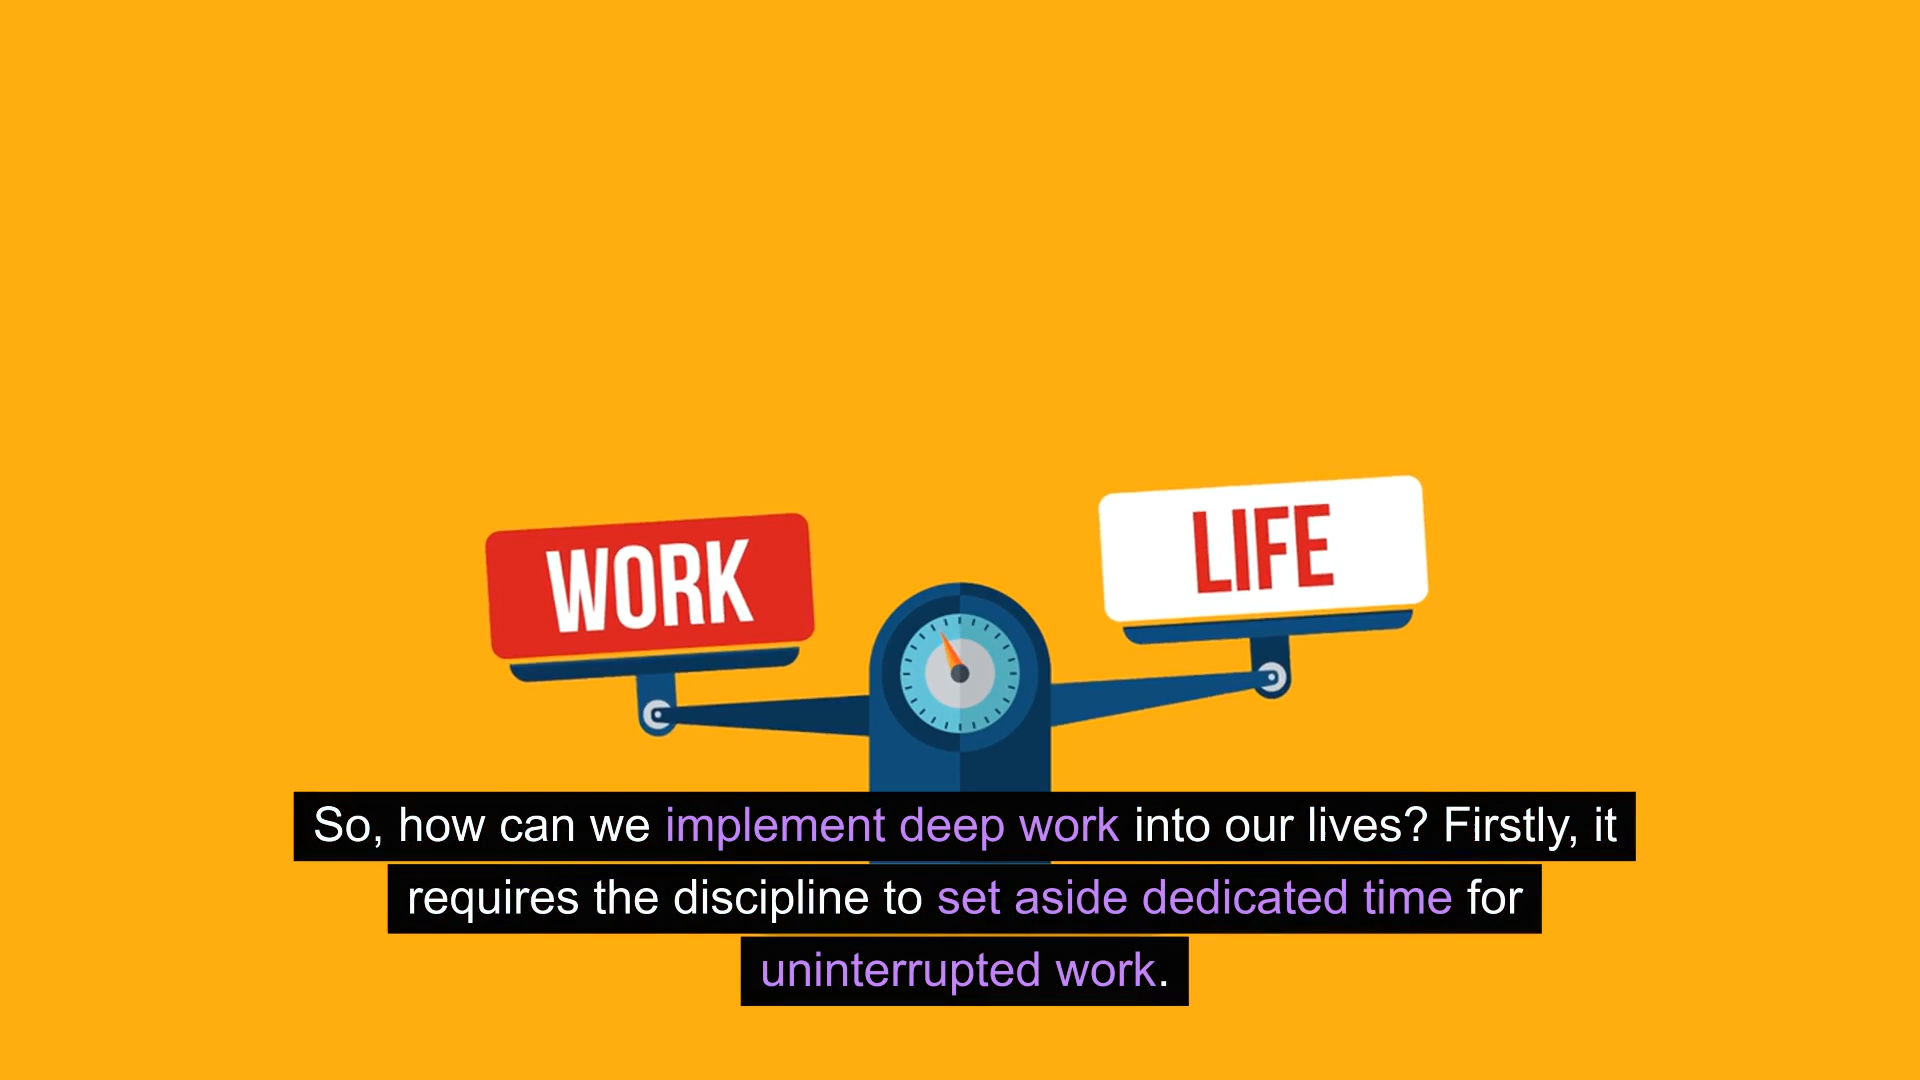 WORK
LIFE
So, how can we implement deep work into our lives? Firstly, it
requires the discipline to set aside dedicated time for
uninterrupted work.